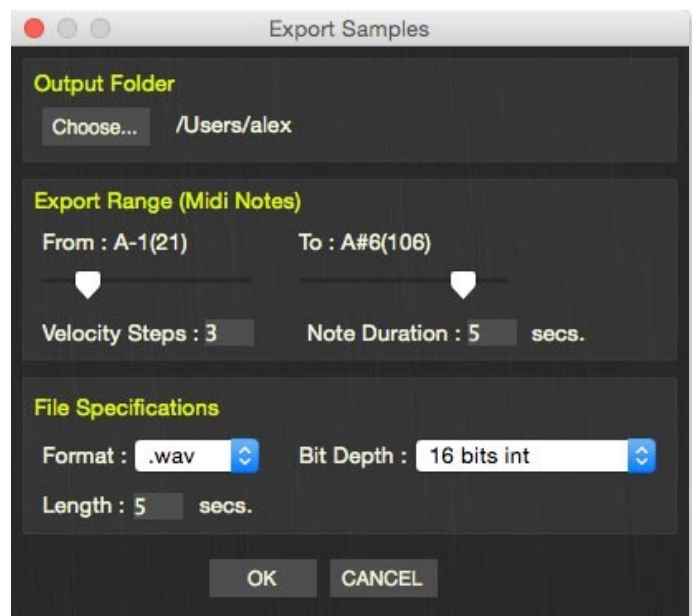 Export Samples
Output Folder
Choose... /Users/alex
Export Range (Midi Notes)
From : A-1(21) To : A#6(106)
Velocity Steps : 3 Note Duration : 5 secs.
File Specifications
Format : .wav Bit Depth : 16 bits int
Length : 5 secs.
OK CANCEL